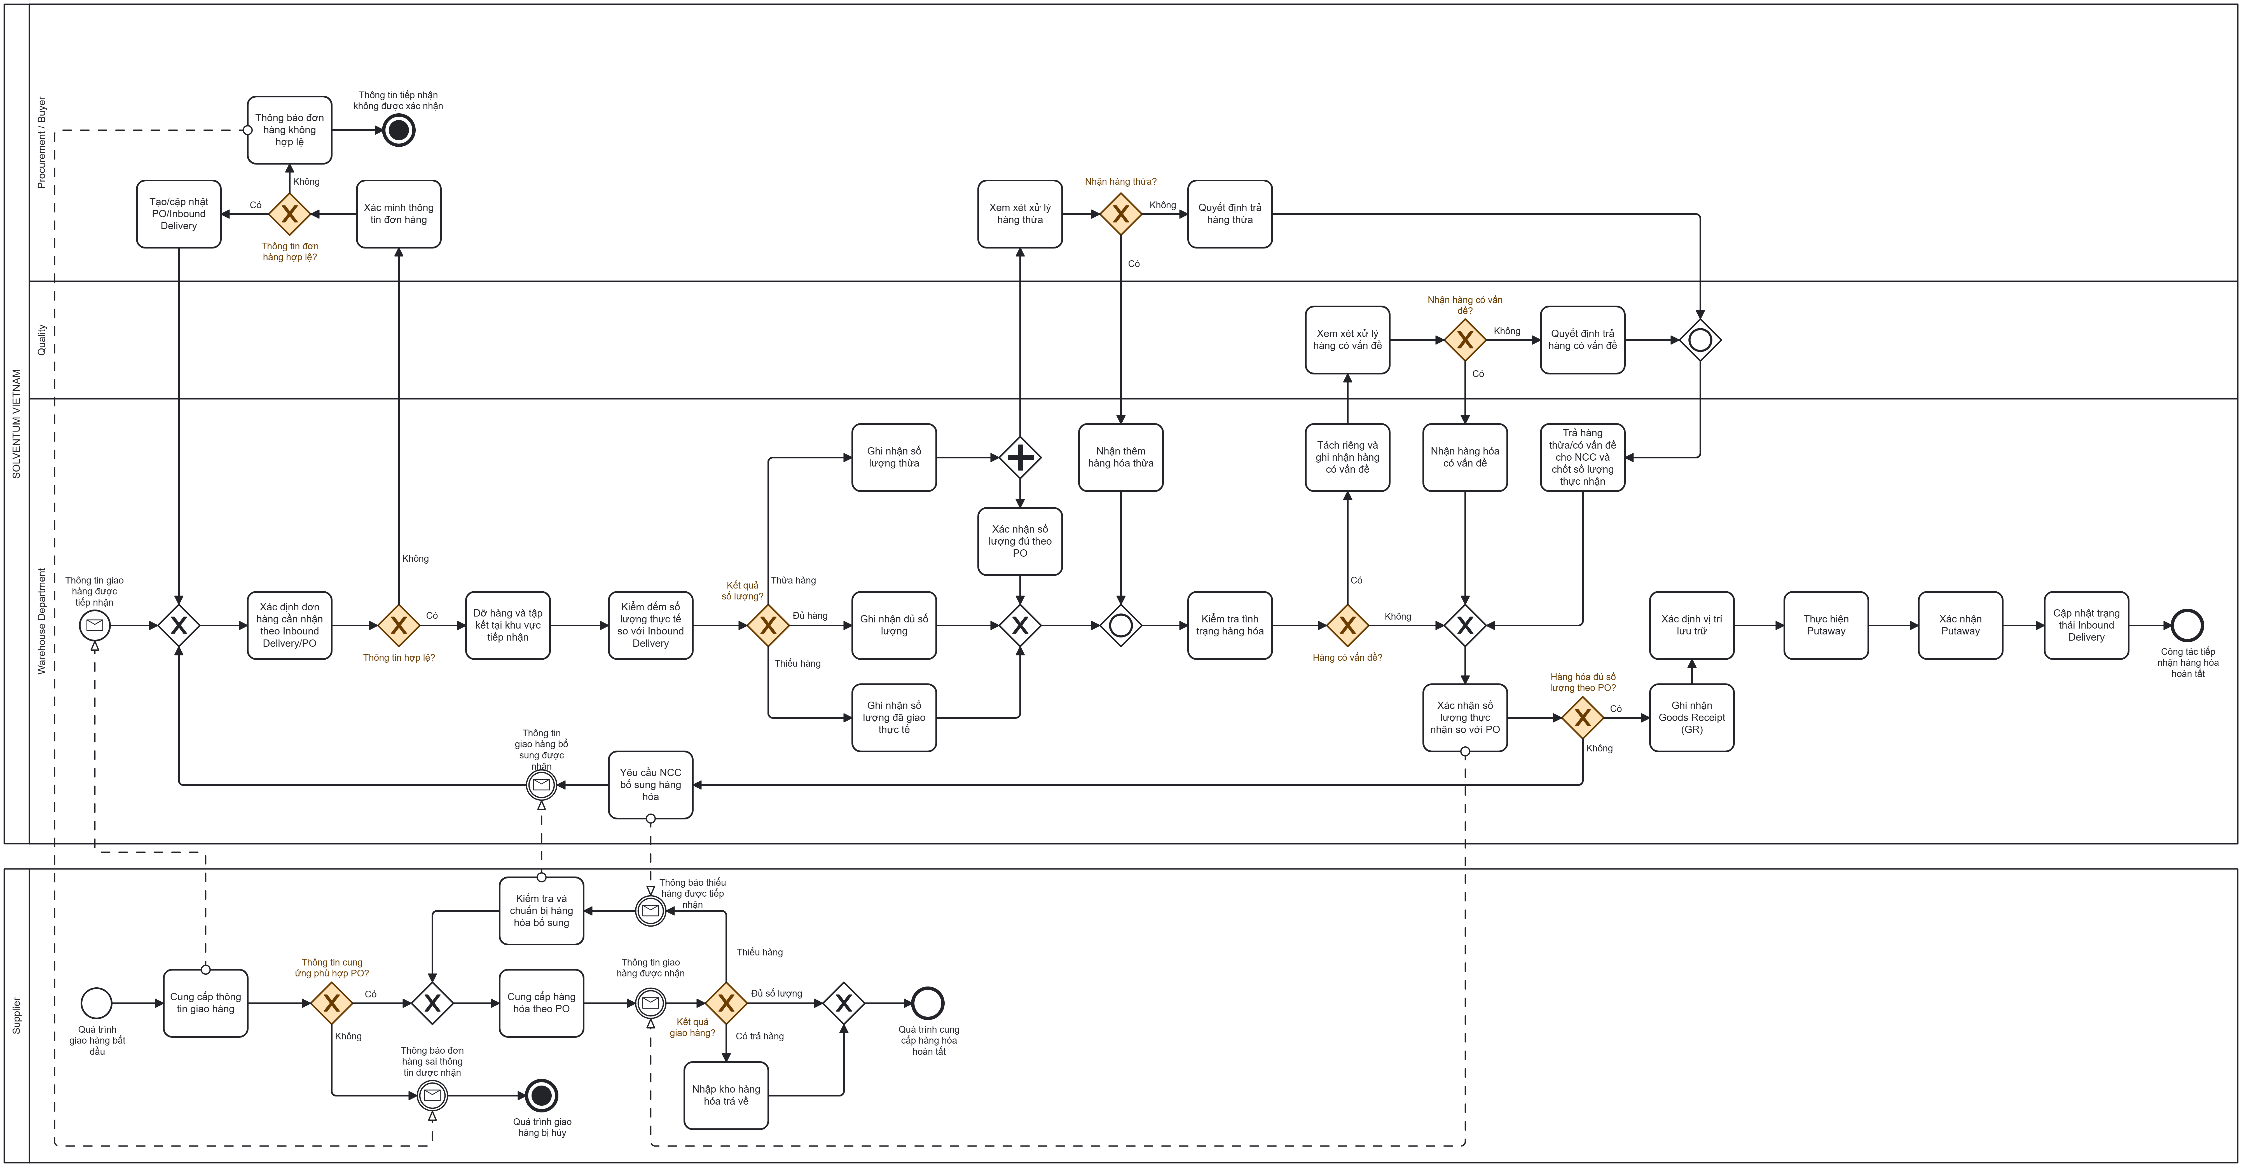 SOLVENTUM VIETNAM
Procurement / Buyer
Thông báo đơn
hàng không
hợp lệ
Thông tin tiếp nhận
không được xác nhận
Không
Tạo/cập nhật
PO/Inbound
Delivery
Có
Thông tin đơn
hàng hợp lệ?
Xác minh thông
tin đơn hàng
Xem xét xử lý
hàng thừa
Nhận hàng thừa?
Không
Có
Quyết định trả
hàng thừa
Quality
Xem xét xử lý
hàng có vấn đề
Nhận hàng có vấn
đề?
Không
Có
Quyết định trả
hàng có vấn đề
Warehouse Department
Thông tin giao
hàng được
tiếp nhận
Xác định đơn
hàng cần nhận
theo Inbound
Delivery/PO
Không
Có
Thông tin hợp lệ?
Dỡ hàng và tập
kết tại khu vực
tiếp nhận
Kiểm đếm số
lượng thực tế
so với Inbound
Delivery
Kết quả
số lượng?
Thừa hàng
Đủ hàng
Thiếu hàng
Ghi nhận số
lượng thừa
Ghi nhận đủ số
lượng
Ghi nhận số
lượng đã giao
thực tế
Xác nhận số
lượng đủ theo
PO
Nhận thêm
hàng hóa thừa
Kiểm tra tình
trạng hàng hóa
Tách riêng và
ghi nhận hàng
có vấn đề
Có
Không
Hàng có vấn đề?
Nhận hàng hóa
có vấn đề
Trả hàng
thừa/có vấn đề
cho NCC và
chốt số lượng
thực nhận
Xác nhận số
lượng thực
nhận so với PO
Hàng hóa đủ số
lượng theo PO?
Có
Không
Ghi nhận
Goods Receipt
(GR)
Xác định vị trí
lưu trữ
Thực hiện
Putaway
Xác nhận
Putaway
Cập nhật trạng
thái Inbound
Delivery
Công tác tiếp
nhận hàng hóa
hoàn tất
Thông tin
giao hàng bổ
sung được
nhận
Yêu cầu NCC
bổ sung hàng
hóa
Supplier
Quá trình
giao hàng bắt
đầu
Cung cấp thông
tin giao hàng
Thông tin cung
ứng phù hợp PO?
Có
Không
Thông báo đơn
hàng sai thông
tin được nhận
Quá trình giao
hàng bị hủy
Kiểm tra và
chuẩn bị hàng
hóa bổ sung
Thông báo thiếu
hàng được tiếp
nhận
Cung cấp hàng
hóa theo PO
Thông tin giao
hàng được nhận
Kết quả
giao hàng?
Thiếu hàng
Đủ số lượng
Có trả hàng
Nhập kho hàng
hóa trả về
Quá trình cung
cấp hàng hóa
hoàn tất